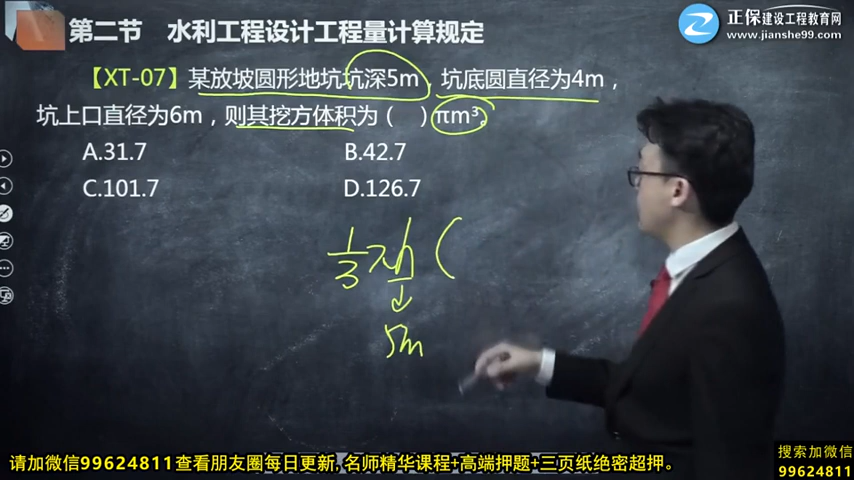 第二节 水利工程设计工程量计算规定
正保建设工程教育网
www.jianshe99.com
【XT-07】某放坡圆形地坑坑深5m，坑底圆直径为4m，
坑上口直径为6m，则其挖方体积为（ ）πm³。
A.31.7 B.42.7
C.101.7 D.126.7
1/3 πh (
5m
请加微信99624811查看朋友圈每日更新,名师精华课程+高端押题+三页纸绝密超押。
搜索加微信
99624811